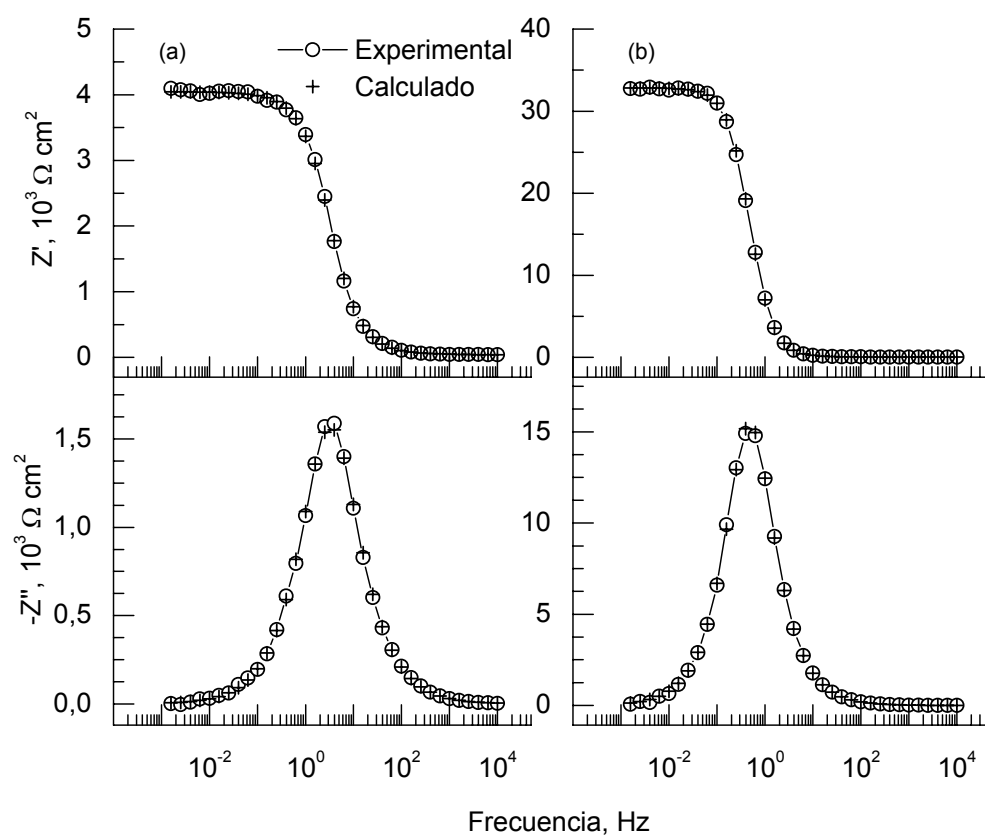 (a)
Experimental
Calculado
(b)
5
4
3
2
1
0
Z', 10³ Ω cm²
40
30
20
10
0
1,5
1,0
0,5
0,0
-Z'', 10³ Ω cm²
15
10
5
0
10⁻² 10⁰ 10² 10⁴
10⁻² 10⁰ 10² 10⁴
Frecuencia, Hz